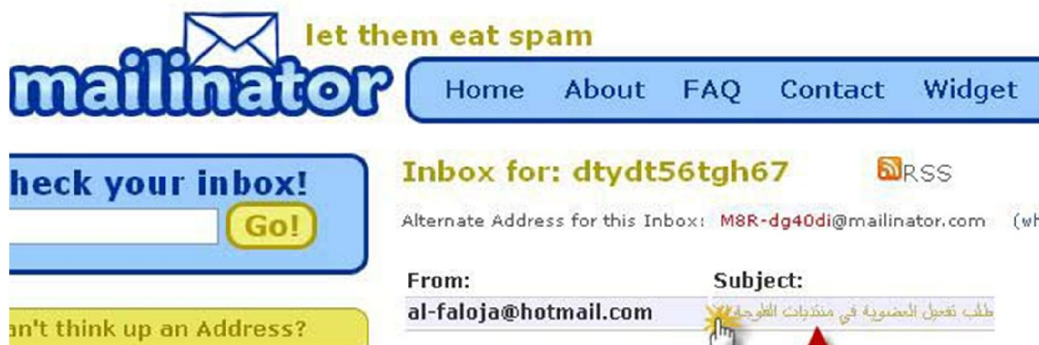 let them eat spam
mailinator
Home About FAQ Contact Widget
heck your inbox!
Go!
Inbox for: dtydt56tgh67
RSS
Alternate Address for this Inbox: M8R-dg40di@mailinator.com (wh
From: Subject:
al-faloja@hotmail.com طلب تفعيل العضوية في منتديات الفلوجة
an't think up an Address?